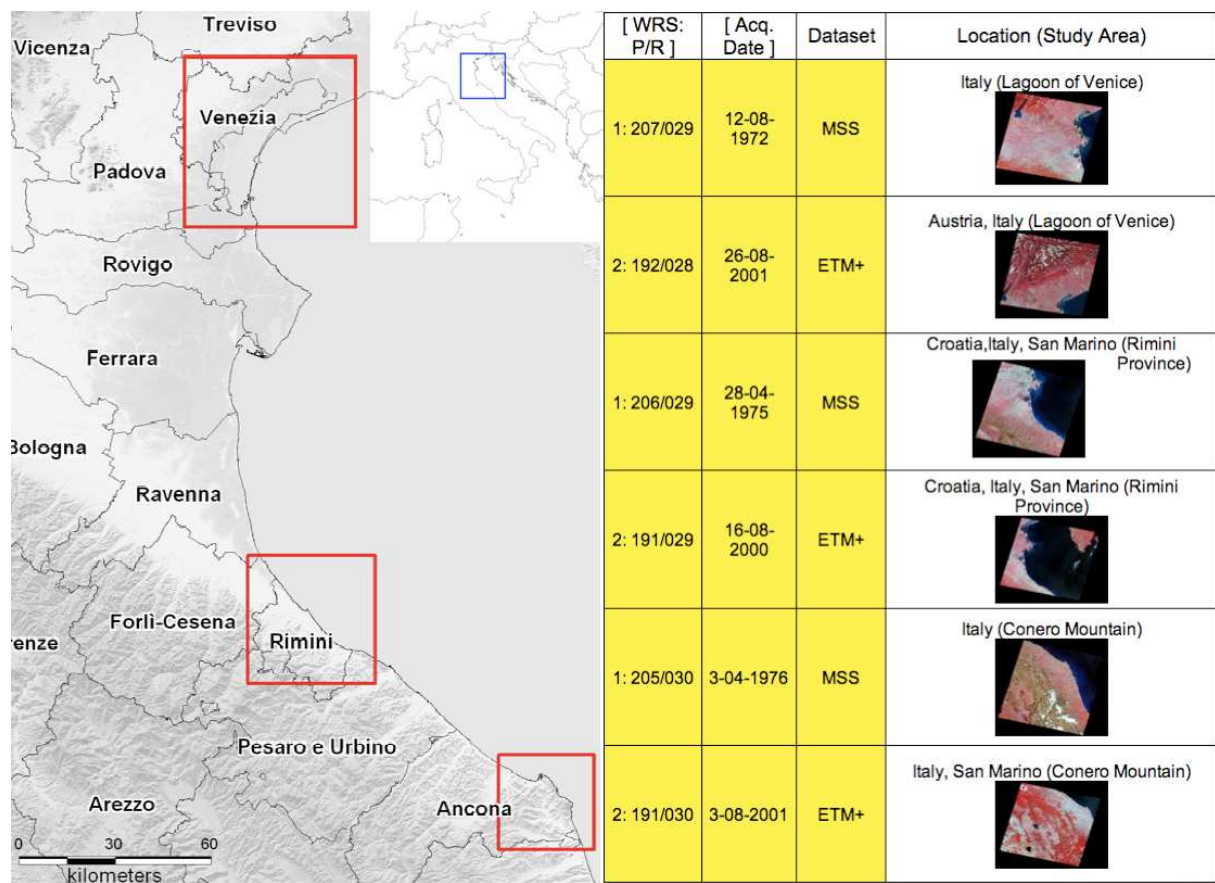 Treviso
Vicenza
Venezia
Padova
Rovigo
Ferrara
Bologna
Ravenna
Forlì-Cesena
renze
Rimini
Pesaro e Urbino
Arezzo
Ancona
0 30 60
kilometers
[ WRS: P/R ] [ Acq. Date ] Dataset Location (Study Area)
1: 207/029 12-08-1972 MSS Italy (Lagoon of Venice)
2: 192/028 26-08-2001 ETM+ Austria, Italy (Lagoon of Venice)
1: 206/029 28-04-1975 MSS Croatia,Italy, San Marino (Rimini Province)
2: 191/029 16-08-2000 ETM+ Croatia, Italy, San Marino (Rimini Province)
1: 205/030 3-04-1976 MSS Italy (Conero Mountain)
2: 191/030 3-08-2001 ETM+ Italy, San Marino (Conero Mountain)